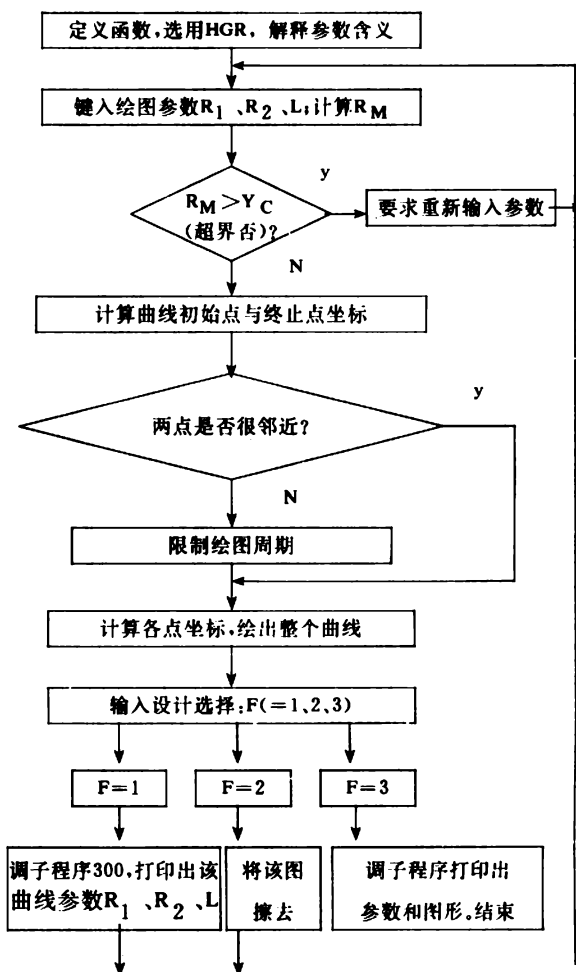 定义函数,选用HGR, 解释参数含义
键入绘图参数R1、R2、L;计算RM
y
RM>YC
(超界否)?
要求重新输入参数
N
计算曲线初始点与终止点坐标
y
两点是否很邻近?
N
限制绘图周期
计算各点坐标,绘出整个曲线
输入设计选择:F(=1、2、3)
F=1
F=2
F=3
调子程序300,打印出该
曲线参数R1、R2、L
将该图
擦去
调子程序打印出
参数和图形。结束